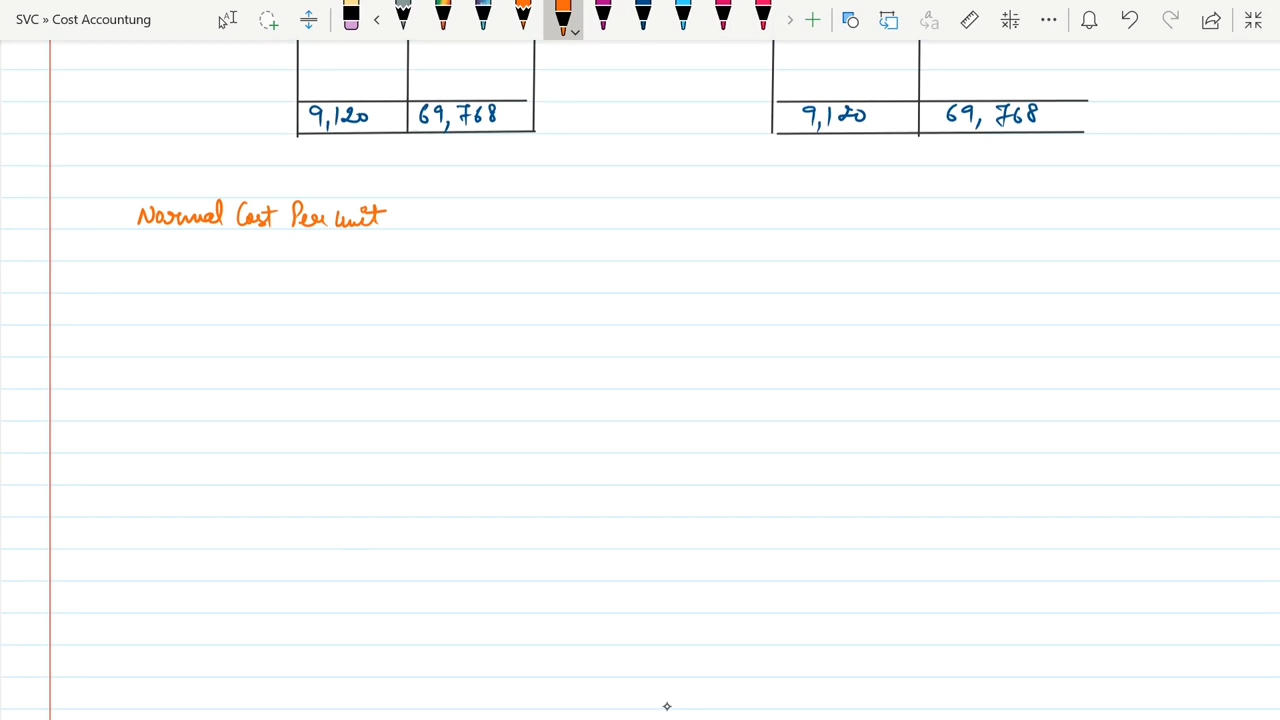 SVC » Cost Accountung
9,120 69,768 9,120 69,768
Normal Cost Per unit